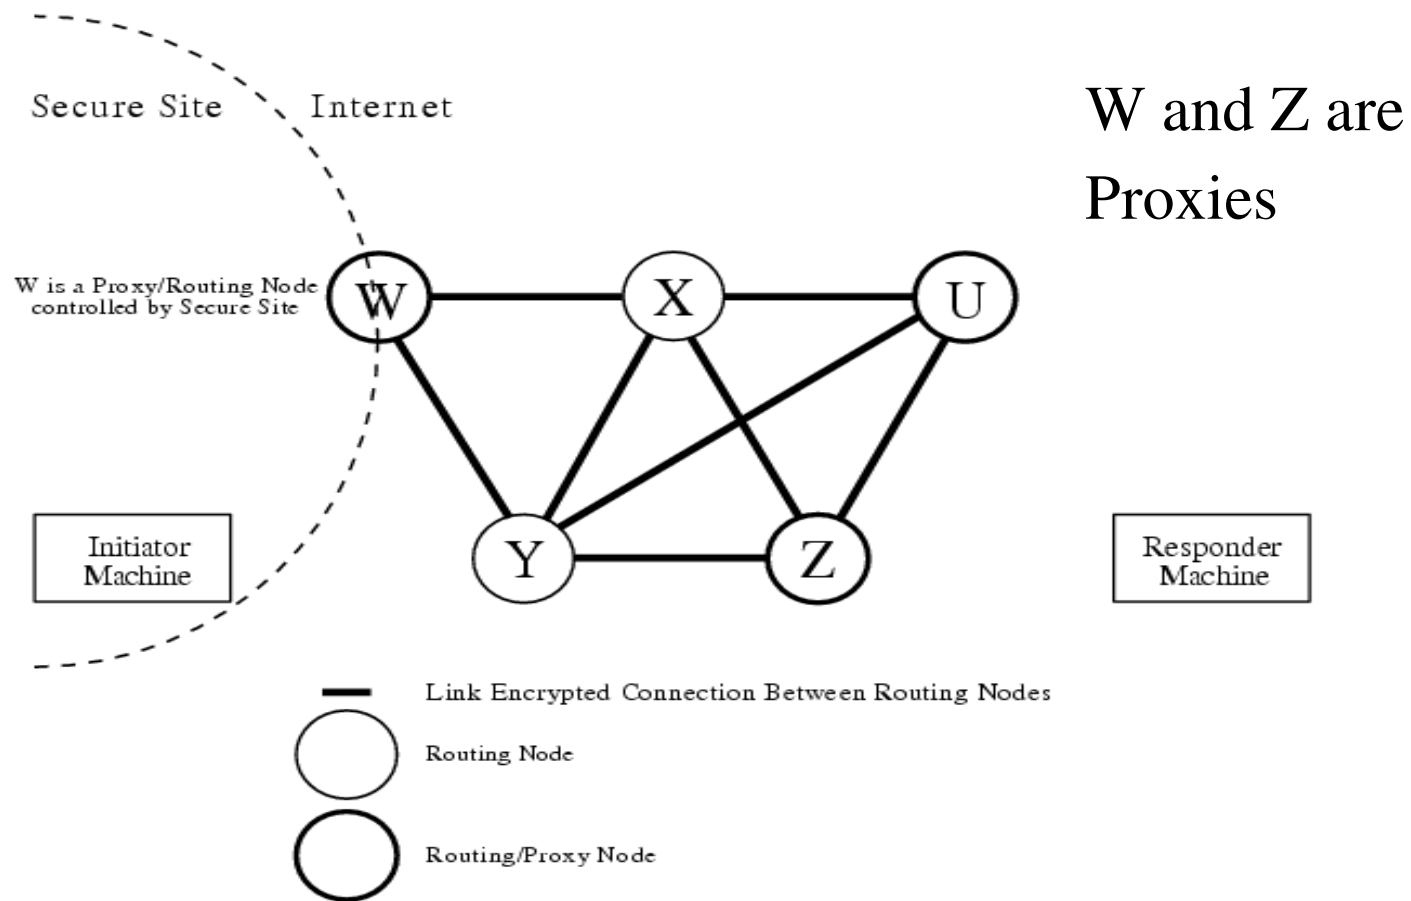 Secure Site
Internet
W and Z are
Proxies
W is a Proxy/Routing Node
controlled by Secure Site
W
X
U
Y
Z
Initiator
Machine
Responder
Machine
Link Encrypted Connection Between Routing Nodes
Routing Node
Routing/Proxy Node